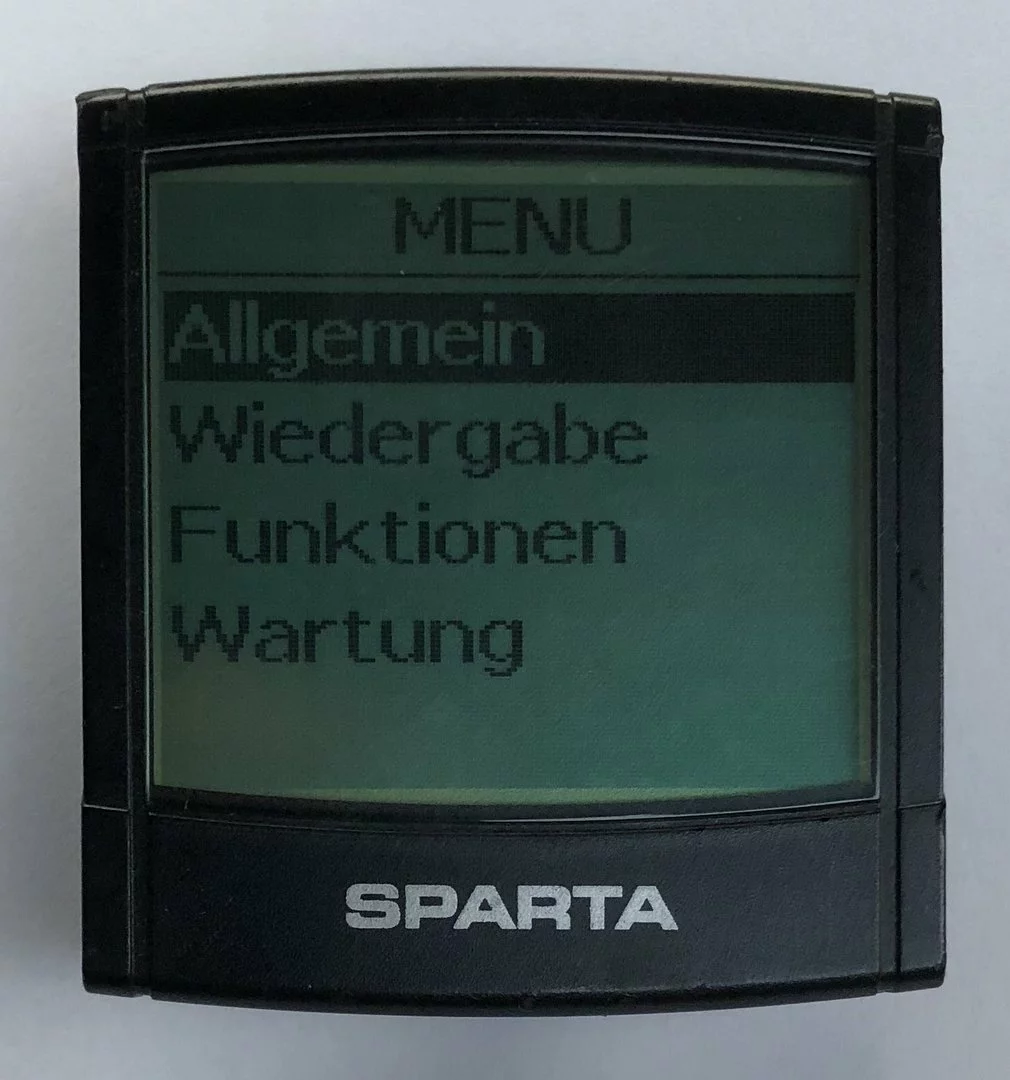 MENU
Allgemein
Wiedergabe
Funktionen
Wartung
SPARTA